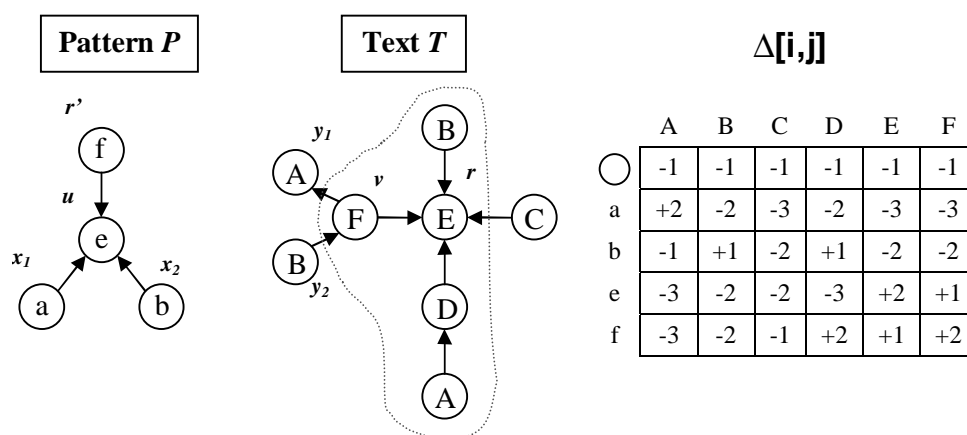 Pattern P
Text T
Δ[i,j]
r'
f
u
e
x1
x2
a
b
B
y1
A
v
r
F
E
C
B
y2
D
A
A B C D E F
-1 -1 -1 -1 -1 -1
a +2 -2 -3 -2 -3 -3
b -1 +1 -2 +1 -2 -2
e -3 -2 -2 -3 +2 +1
f -3 -2 -1 +2 +1 +2